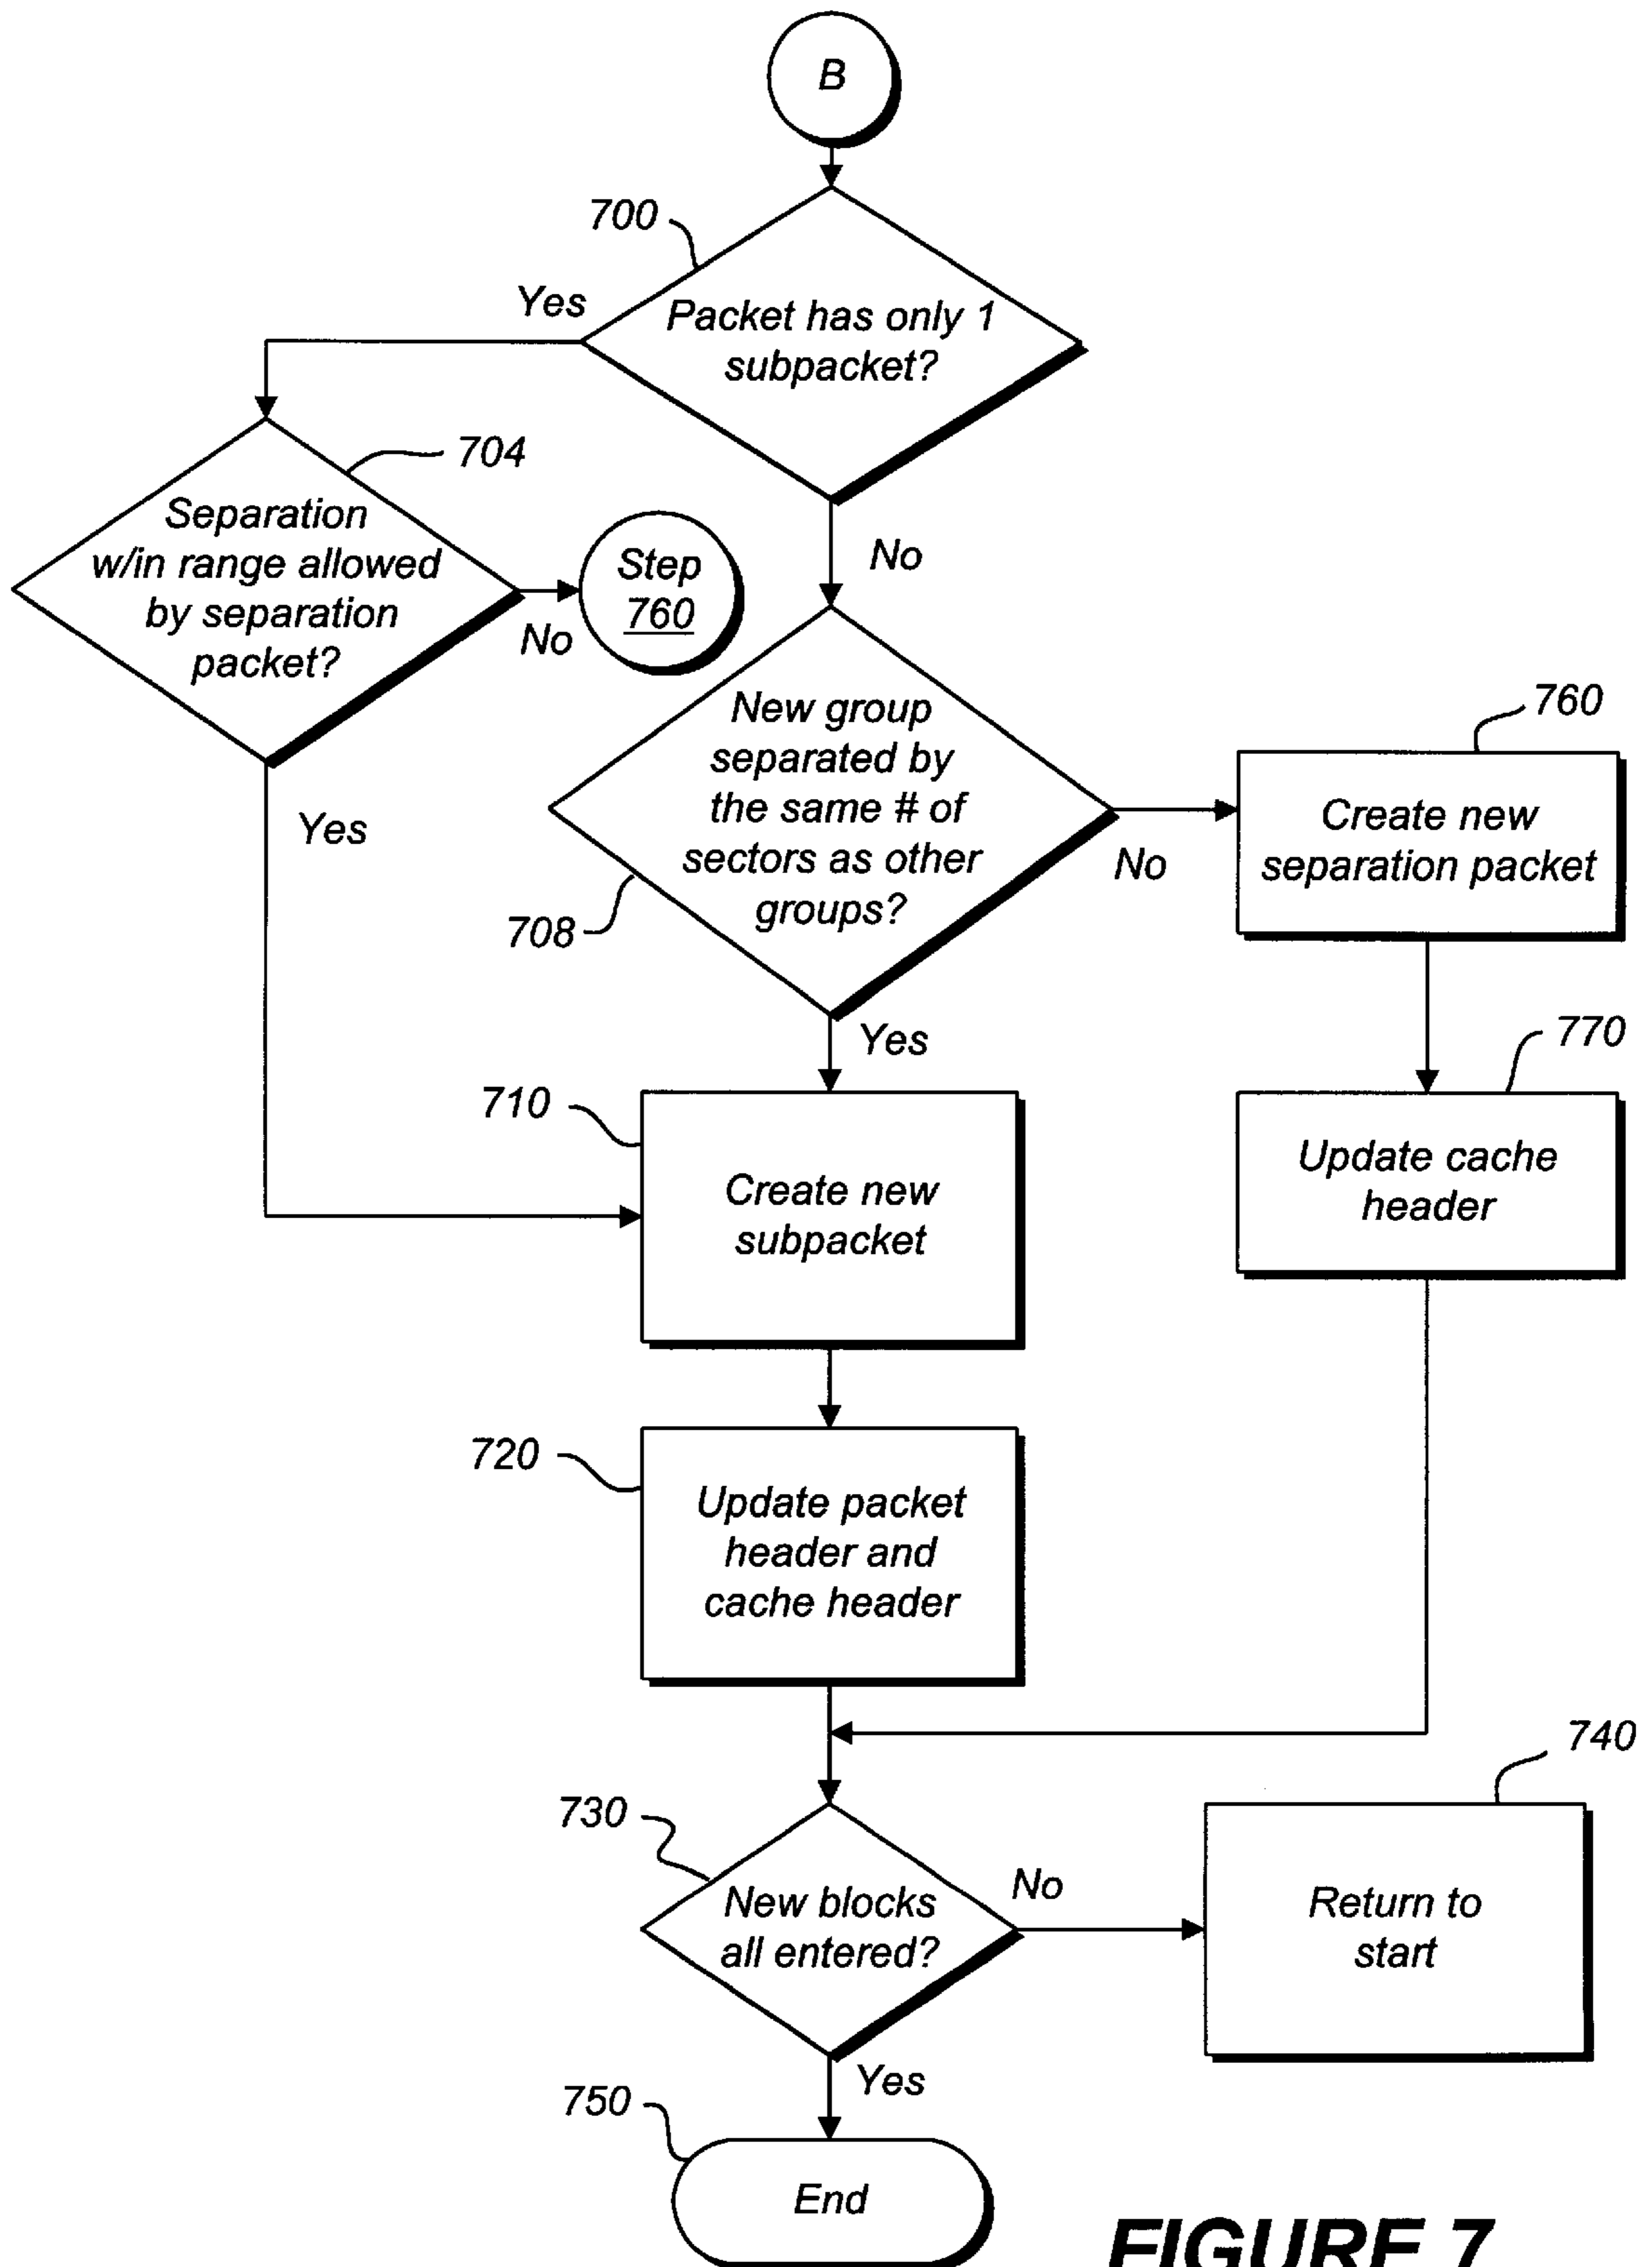 B
700
Yes
Packet has only 1
subpacket?
704
Separation
w/in range allowed
by separation
packet?
No
Step
760
No
New group
separated by
the same # of
sectors as other
groups?
708
No
760
Create new
separation packet
Yes
Yes
770
Update cache
header
710
Create new
subpacket
720
Update packet
header and
cache header
740
730
New blocks
all entered?
No
Return to
start
Yes
750
End
FIGURE 7